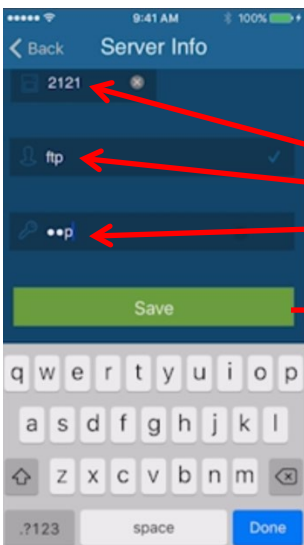 9:41 AM 100%
Back Server Info
2121
ftp
••p
Save
q w e r t y u i o p
a s d f g h j k l
z x c v b n m
.?123 space Done